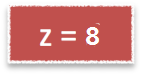 z = 8